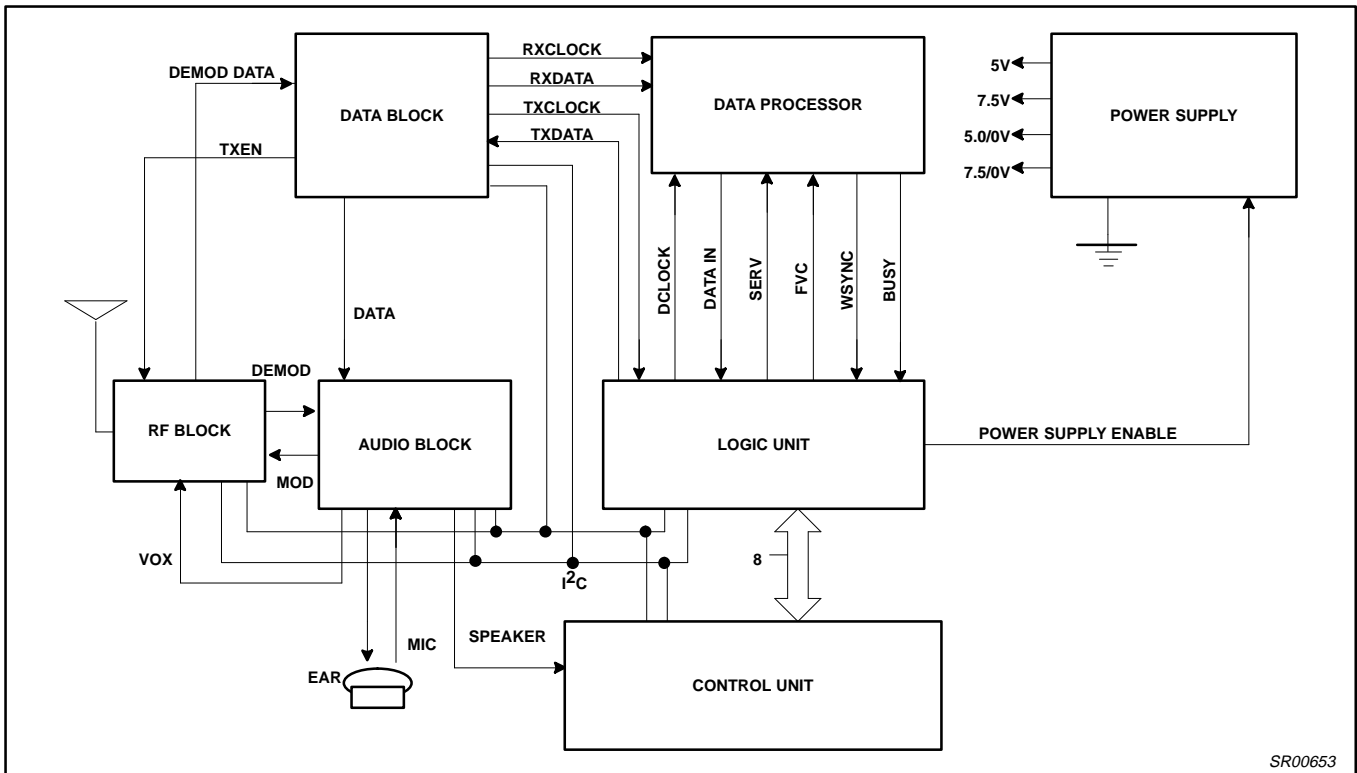 RXCLOCK
DEMOD DATA
RXDATA
5V
DATA BLOCK
DATA PROCESSOR
7.5V
POWER SUPPLY
TXCLOCK
TXDATA
5.0/0V
TXEN
7.5/0V
DCLOCK
DATA IN
SERV
FVC
WSYNC
BUSY
DATA
DEMOD
RF BLOCK
AUDIO BLOCK
LOGIC UNIT
POWER SUPPLY ENABLE
MOD
VOX
I²C
8
MIC
SPEAKER
EAR
CONTROL UNIT
SR00653